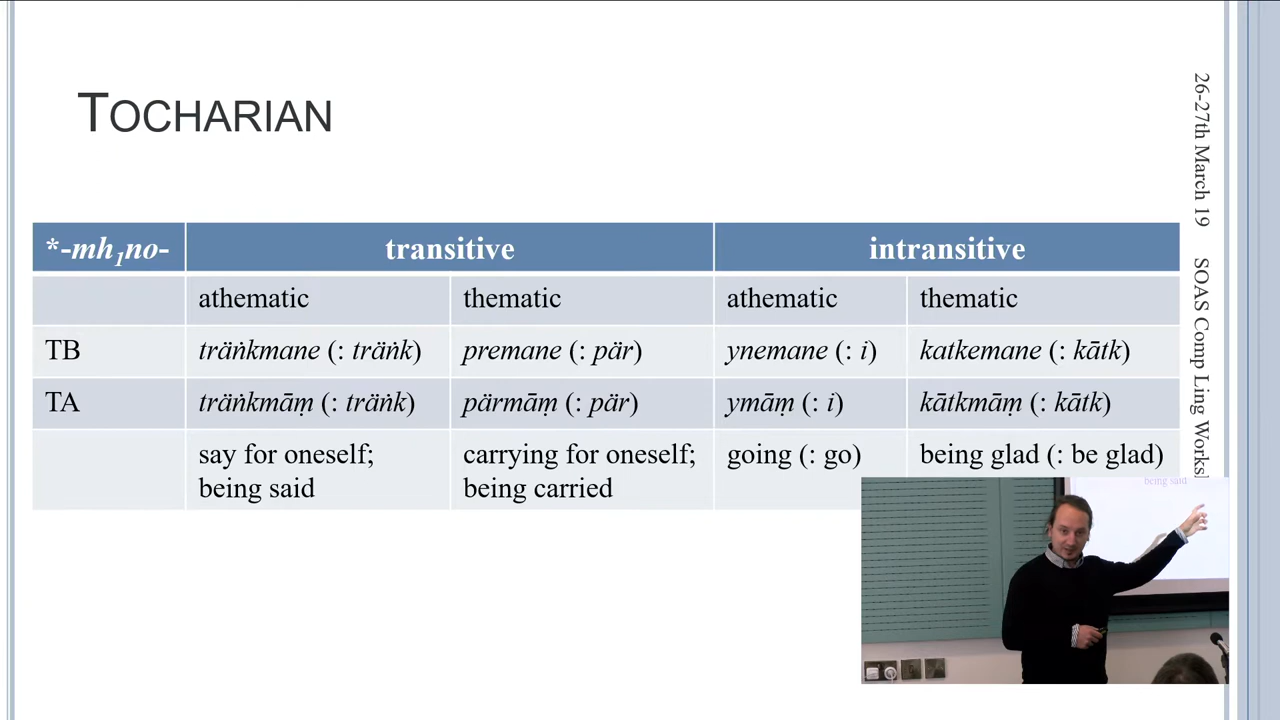 TOCHARIAN
*-mh₁no- transitive intransitive
athematic thematic athematic thematic
TB träṅkmane (: träṅk) premane (: pär) ynemane (: i) katkemane (: kātk)
TA träṅkmāṃ (: träṅk) pärmāṃ (: pär) ymāṃ (: i) kātkmāṃ (: kātk)
say for oneself; carrying for oneself; going (: go) being glad (: be glad)
being said being carried
26-27th March 19 SOAS Comp Ling
being said